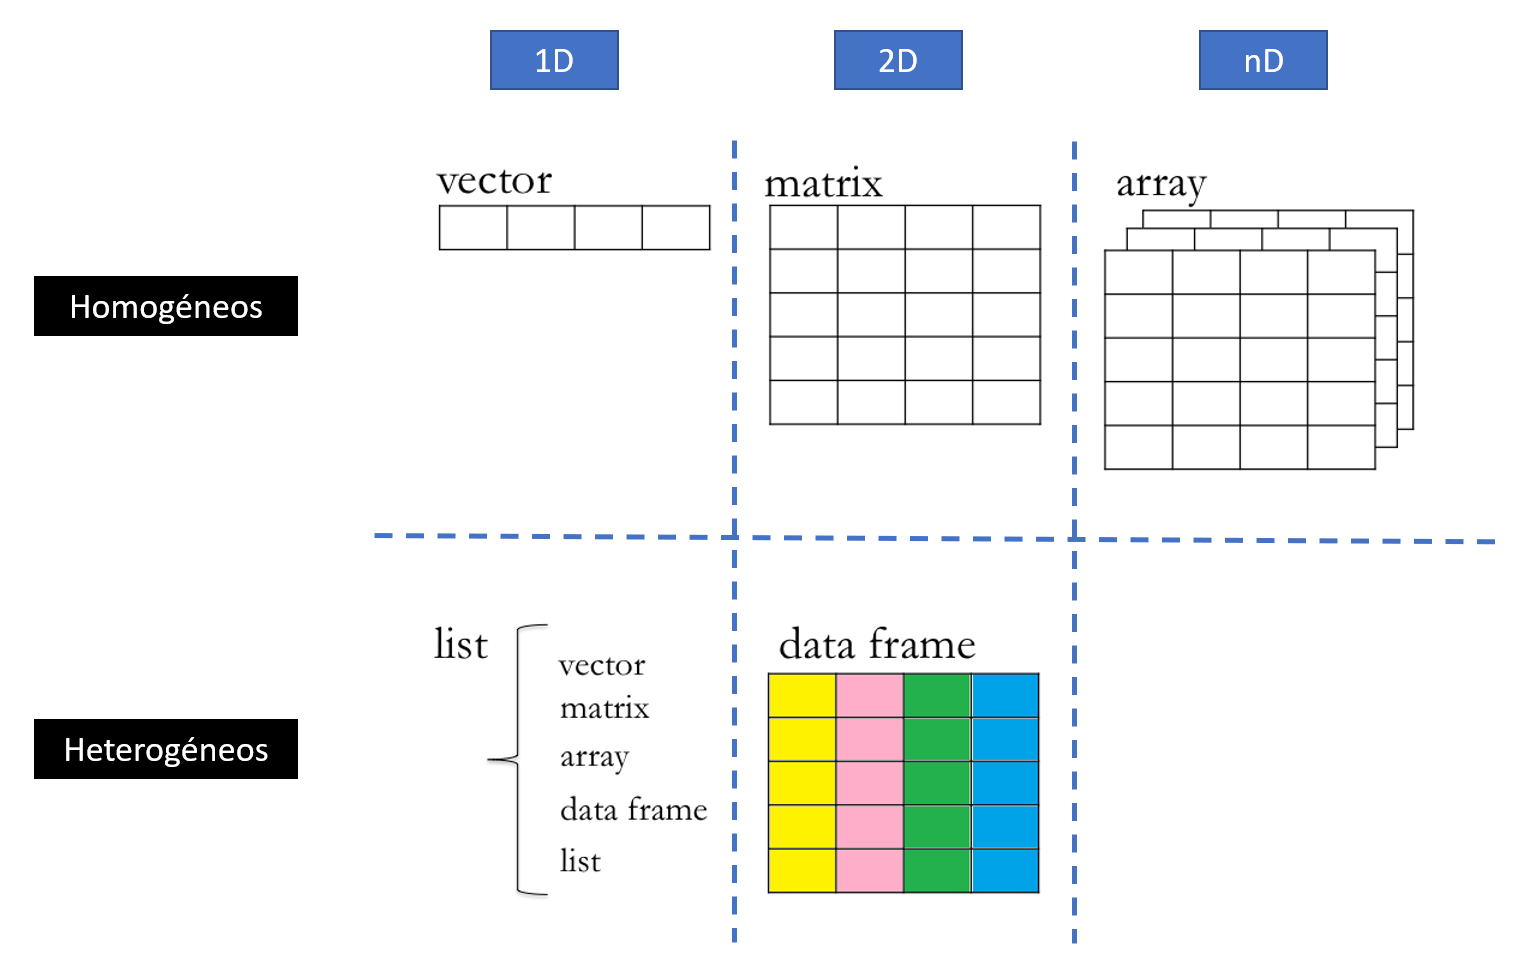 1D
2D
nD
Homogéneos
vector
matrix
array
Heterogéneos
list
vector
matrix
array
data frame
list
data frame